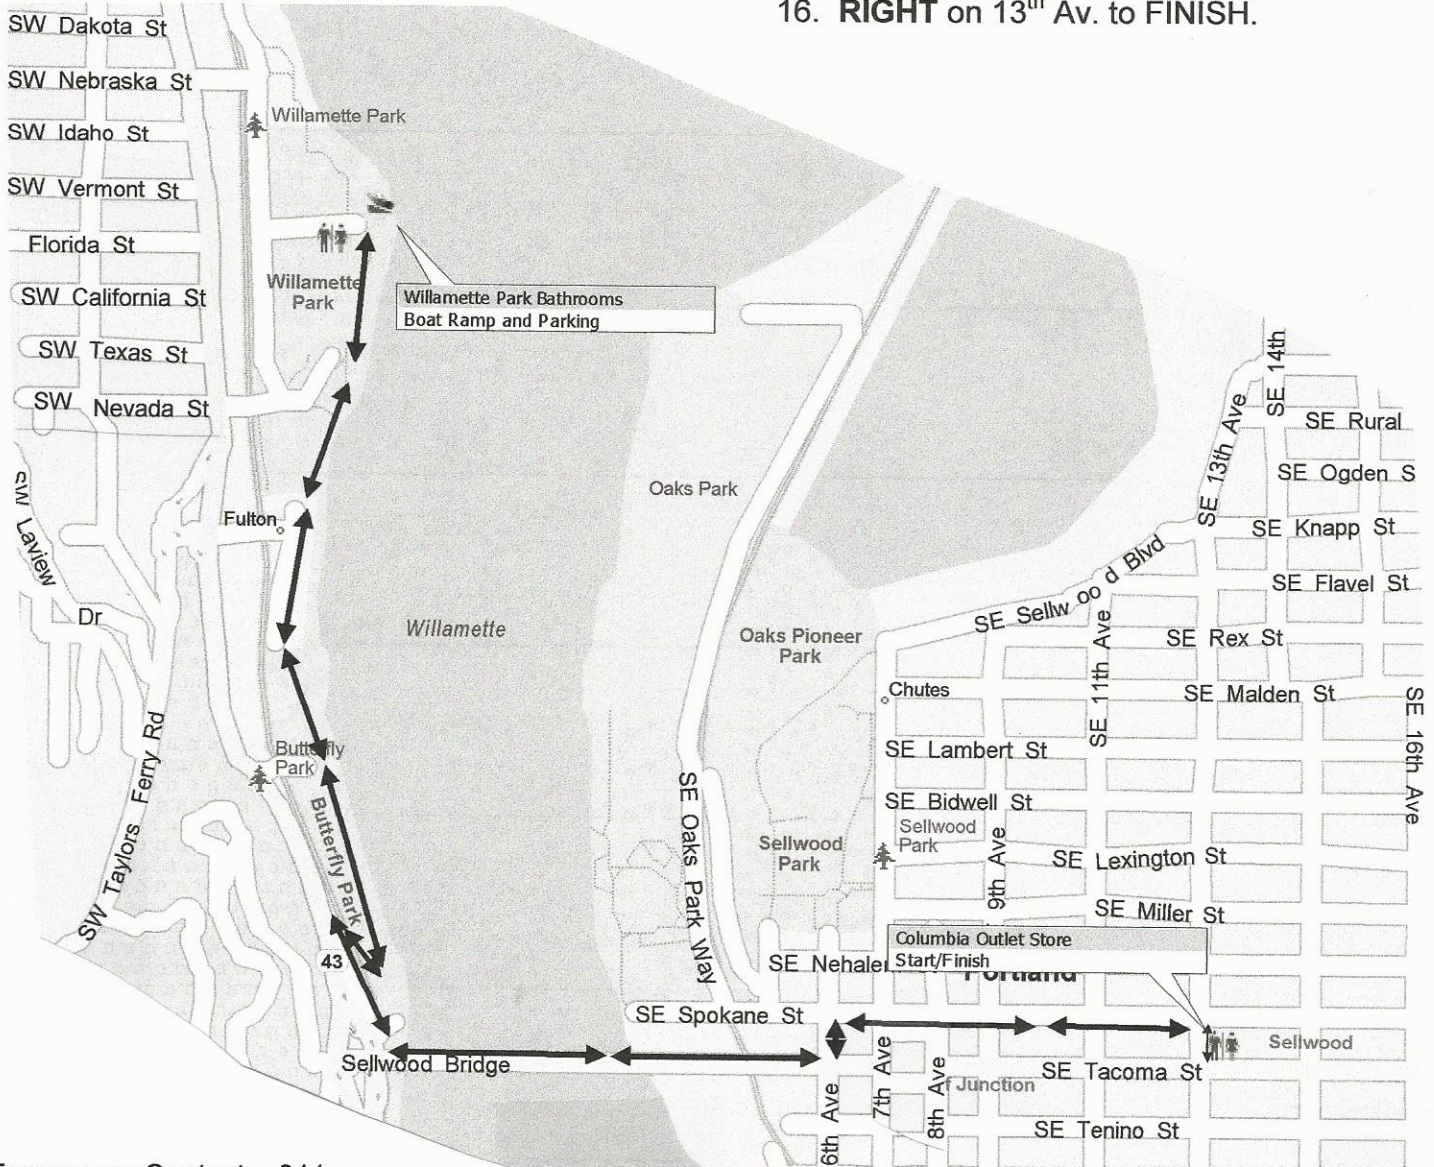 16. RIGHT on 13th Av. to FINISH.
SW Dakota St
SW Nebraska St
Willamette Park
SW Idaho St
SW Vermont St
Florida St
Willamette
Park
SW California St
Willamette Park Bathrooms
Boat Ramp and Parking
SW Texas St
SW Nevada St
SE 14th
SE 13th Ave
SE Rural
SE Ogden S
Oaks Park
SW Laview
Dr
Fulton
SE Knapp St
SE Sellwood Blvd
SE Flavel St
Willamette
Oaks Pioneer
Park
SE 11th Ave
SE Rex St
Chutes
SE Malden St
SE 16th Ave
SW Taylors Ferry Rd
Butterfly
Park
Butterfly Park
SE Lambert St
SE Oaks Park Way
SE Bidwell St
Sellwood
Park
Sellwood
Park
9th Ave
SE Lexington St
SE Miller St
43
SE Nehale
Columbia Outlet Store
Start/Finish
Portland
SE Spokane St
Sellwood Bridge
Sellwood
SE Tacoma St
6th Ave
7th Ave
8th Ave
f Junction
SE Tenino St